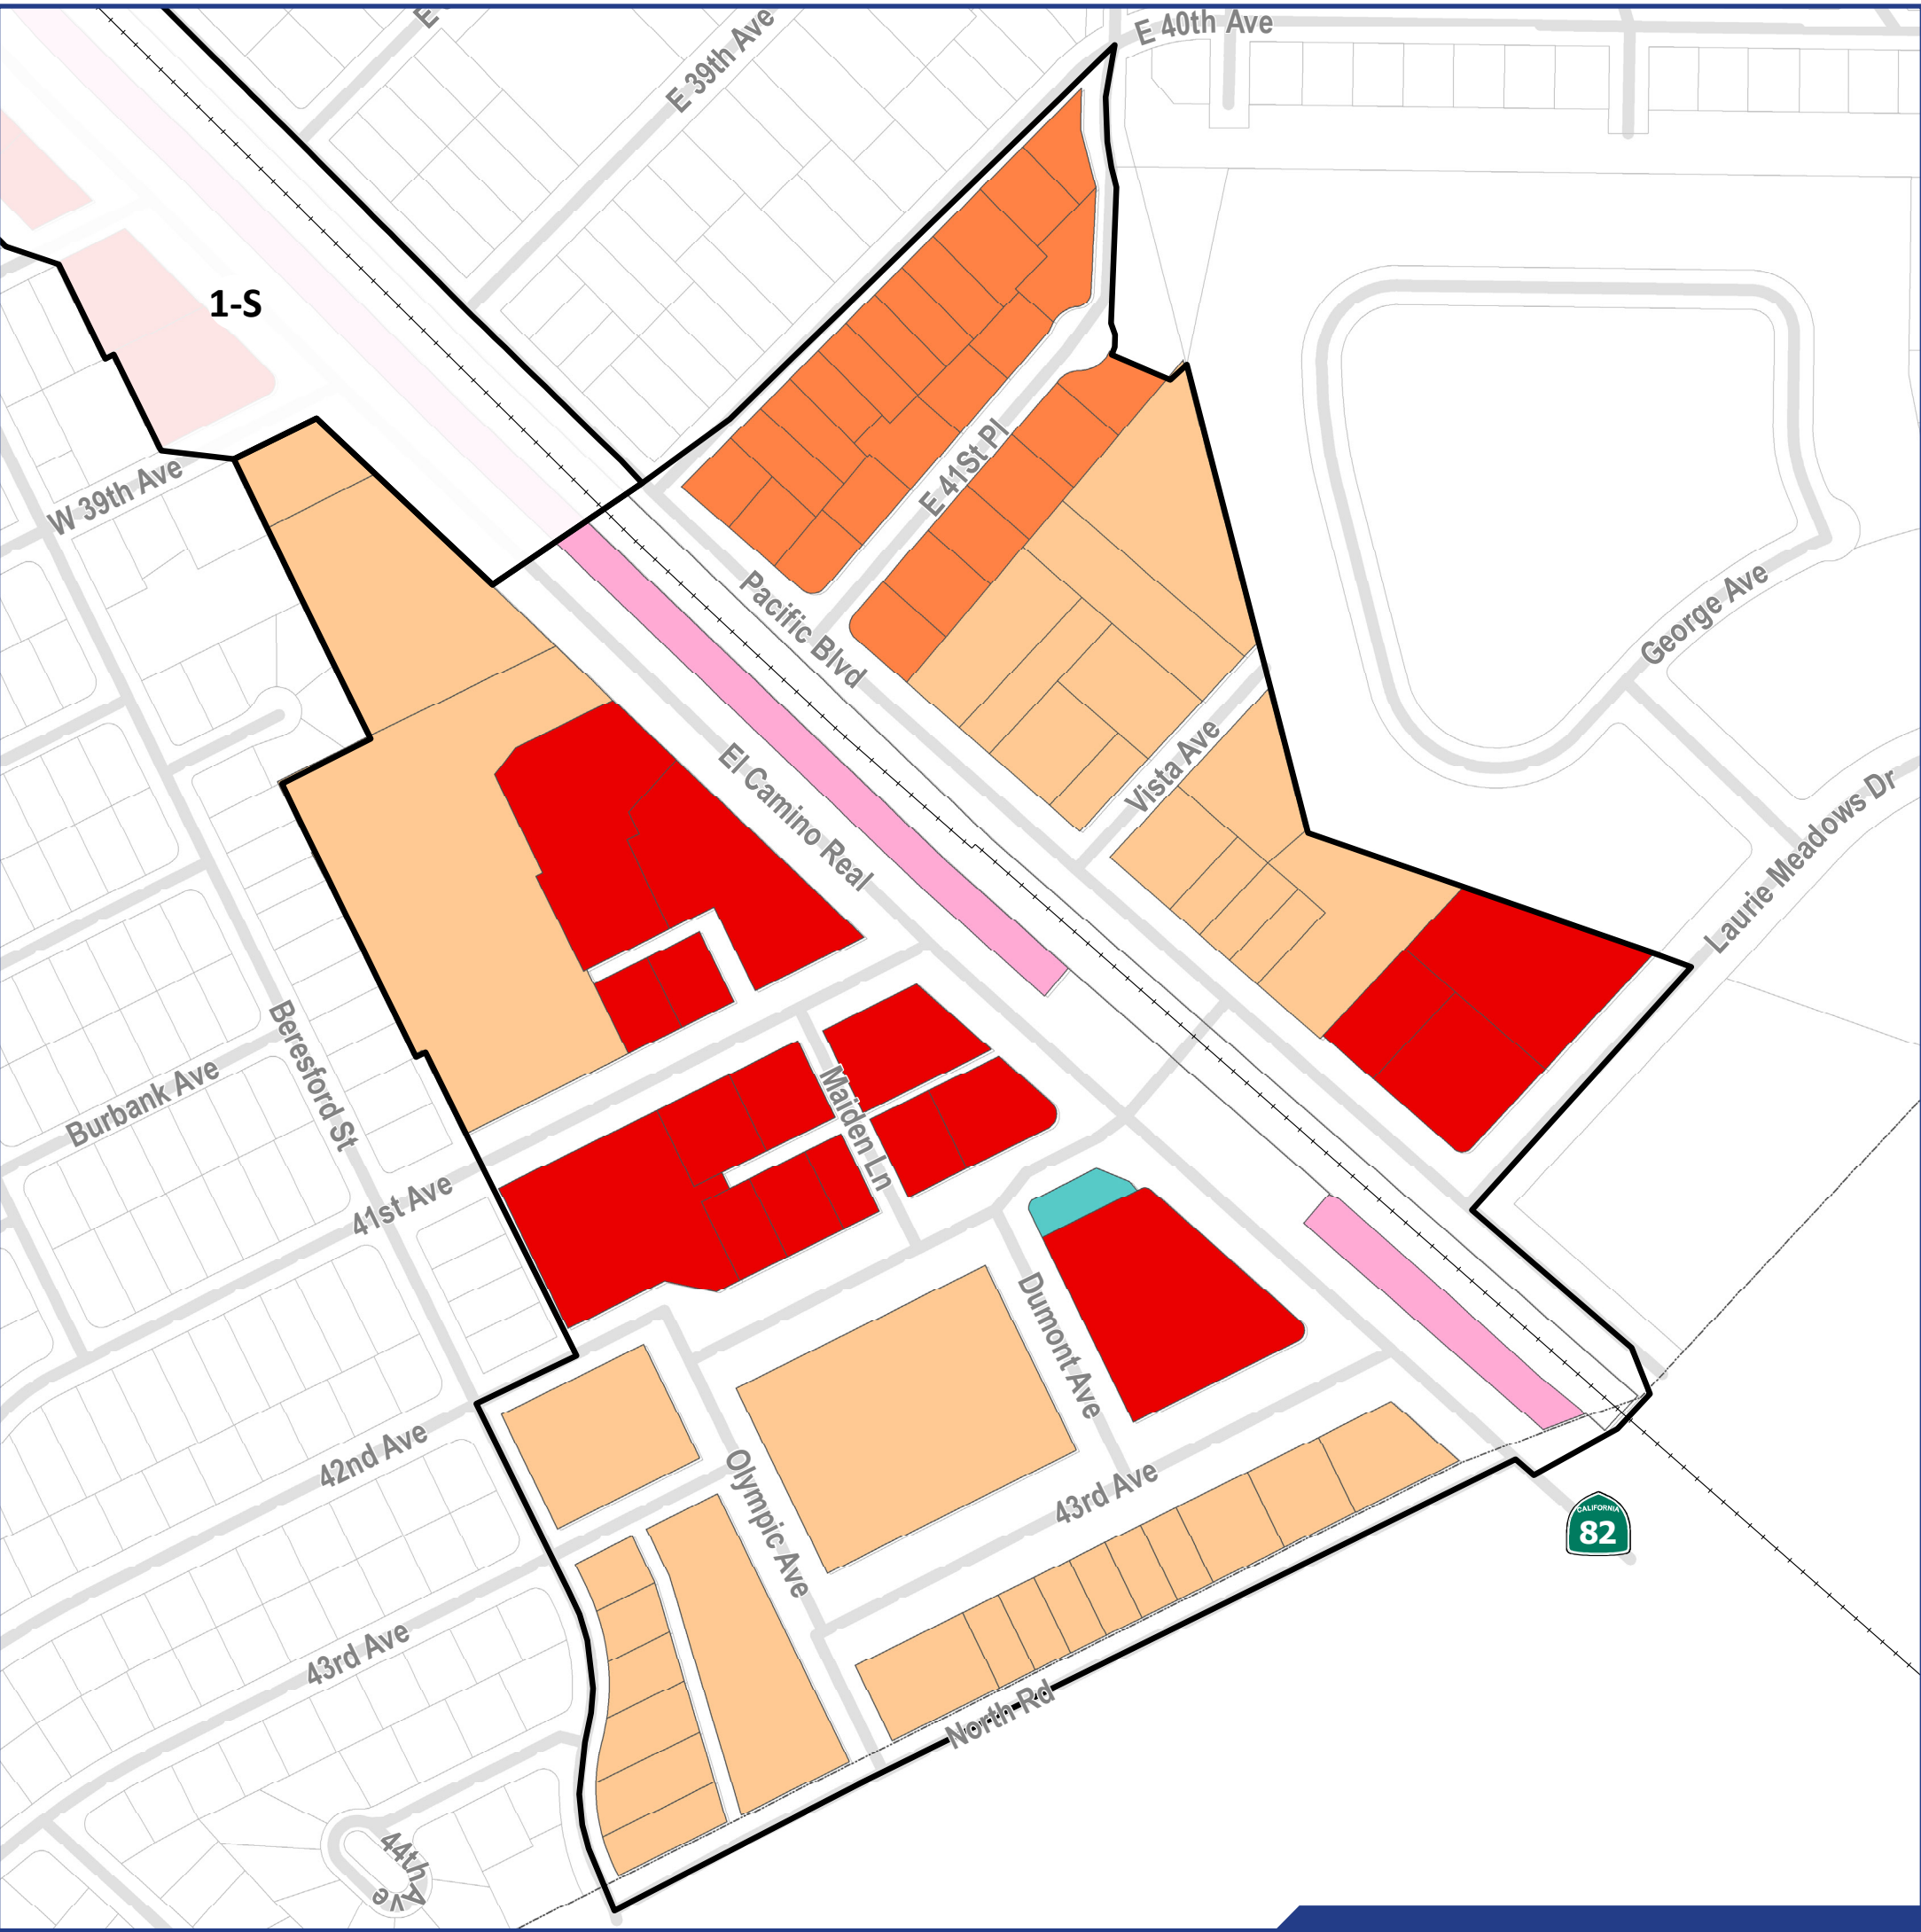 E
E 39th Ave
E 40th Ave
1-S
W 39th Ave
E 41St Pl
Pacific Blvd
George Ave
El Camino Real
Vista Ave
Laurie Meadows Dr
Beresford St
Burbank Ave
Maiden Ln
41st Ave
Dumont Ave
42nd Ave
Olympic Ave
43rd Ave
CALIFORNIA
82
43rd Ave
North Rd
44th
Ave